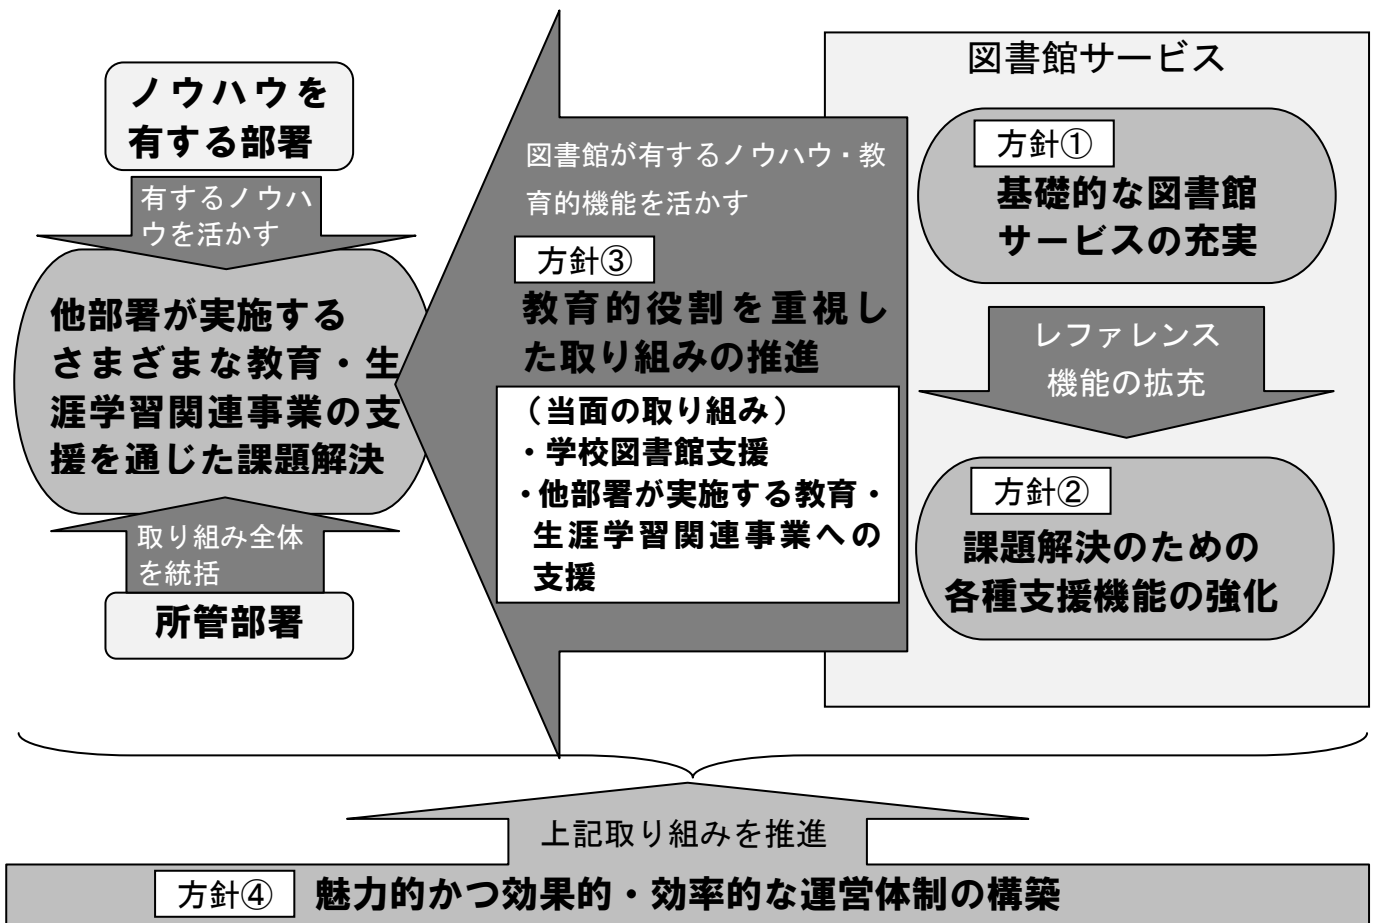 図書館サービス
方針①
基礎的な図書館
サービスの充実
レファレンス
機能の拡充
方針②
課題解決のための
各種支援機能の強化
図書館が有するノウハウ・教
育的機能を活かす
方針③
教育的役割を重視し
た取り組みの推進
（当面の取り組み）
・学校図書館支援
・他部署が実施する教育・
生涯学習関連事業への
支援
ノウハウを
有する部署
有するノウハ
ウを活かす
他部署が実施する
さまざまな教育・生
涯学習関連事業の支
援を通じた課題解決
取り組み全体
を統括
所管部署
上記取り組みを推進
方針④ 魅力的かつ効果的・効率的な運営体制の構築